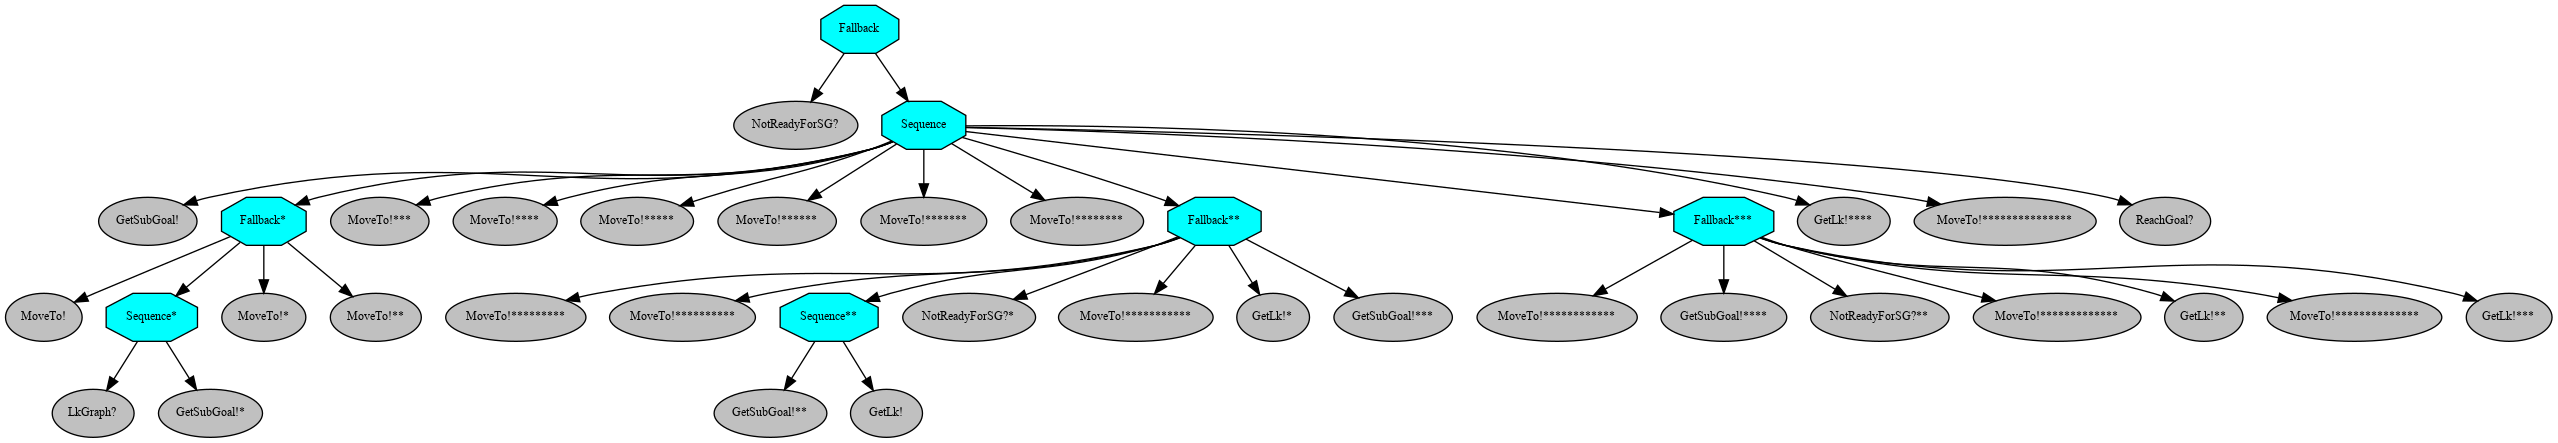 Fallback
NotReadyForSG?
Sequence
GetSubGoal!
Fallback*
MoveTo!***
MoveTo!****
MoveTo!*****
MoveTo!******
MoveTo!*******
MoveTo!********
Fallback**
Fallback***
GetLk!****
MoveTo!***************
ReachGoal?
MoveTo!
Sequence*
MoveTo!*
MoveTo!**
MoveTo!*********
MoveTo!**********
Sequence**
NotReadyForSG?*
MoveTo!***********
GetLk!*
GetSubGoal!***
MoveTo!************
GetSubGoal!****
NotReadyForSG?**
MoveTo!*************
GetLk!**
MoveTo!**************
GetLk!***
LkGraph?
GetSubGoal!*
GetSubGoal!**
GetLk!